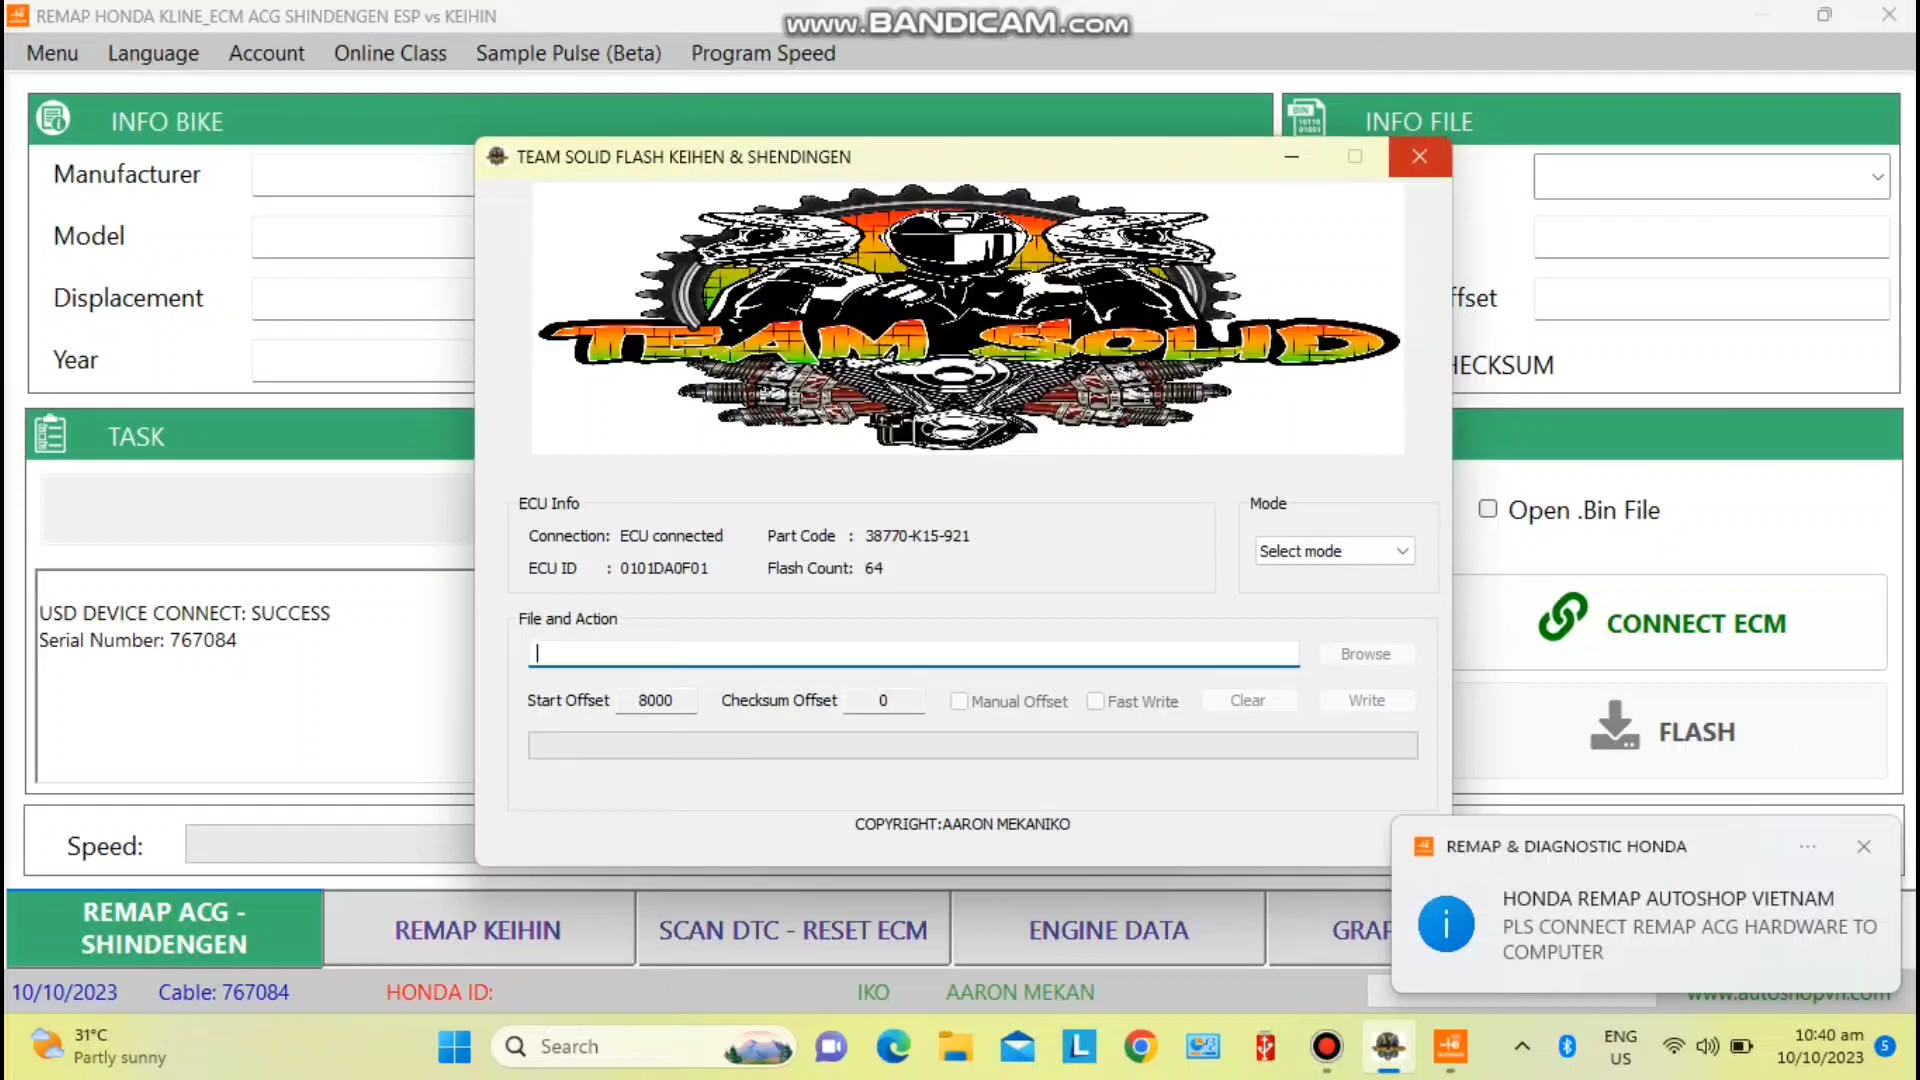 REMAP HONDA KLINE_ECM ACG SHINDENGEN ESP vs KEIHIN
www.BANDICAM.com
Menu Language Account Online Class Sample Pulse (Beta) Program Speed
INFO BIKE
BIN
10110
01001
INFO FILE
Manufacturer
Model
Displacement
Year
ffset
HECKSUM
TEAM SOLID FLASH KEIHEN & SHENDINGEN
TEAM SOLID
ECU Info
Connection: ECU connected Part Code : 38770-K15-921
ECU ID : 0101DA0F01 Flash Count: 64
Mode
Select mode
File and Action
Browse
Start Offset 8000 Checksum Offset 0 Manual Offset Fast Write Clear Write
COPYRIGHT:AARON MEKANIKO
TASK
USD DEVICE CONNECT: SUCCESS
Serial Number: 767084
Open .Bin File
CONNECT ECM
FLASH
Speed:
REMAP & DIAGNOSTIC HONDA
HONDA REMAP AUTOSHOP VIETNAM
PLS CONNECT REMAP ACG HARDWARE TO
COMPUTER
REMAP ACG -
SHINDENGEN
REMAP KEIHIN
SCAN DTC - RESET ECM
ENGINE DATA
GRAF
10/10/2023 Cable: 767084 HONDA ID: IKO AARON MEKAN www.autoshopvn.com
31°C
Partly sunny
Search
L
ENG
US
10:40 am
10/10/2023
5